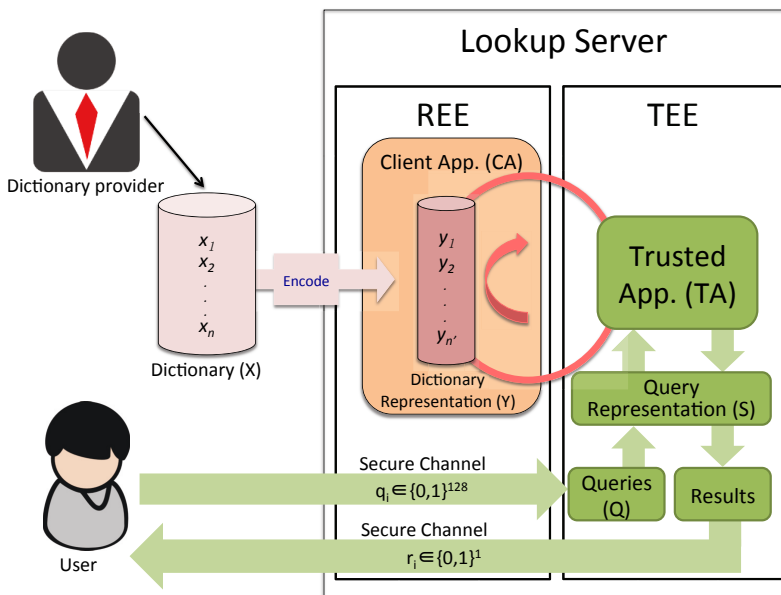 Lookup Server
REE
TEE
Dictionary provider
Client App. (CA)
x₁
x₂
.
.
xₙ
Dictionary (X)
Encode
y₁
y₂
.
.
yₙ′
Dictionary
Representation (Y)
Trusted
App. (TA)
Query
Representation (S)
Queries
(Q)
Results
Secure Channel
qᵢ∈{0,1}¹²⁸
Secure Channel
rᵢ∈{0,1}¹
User